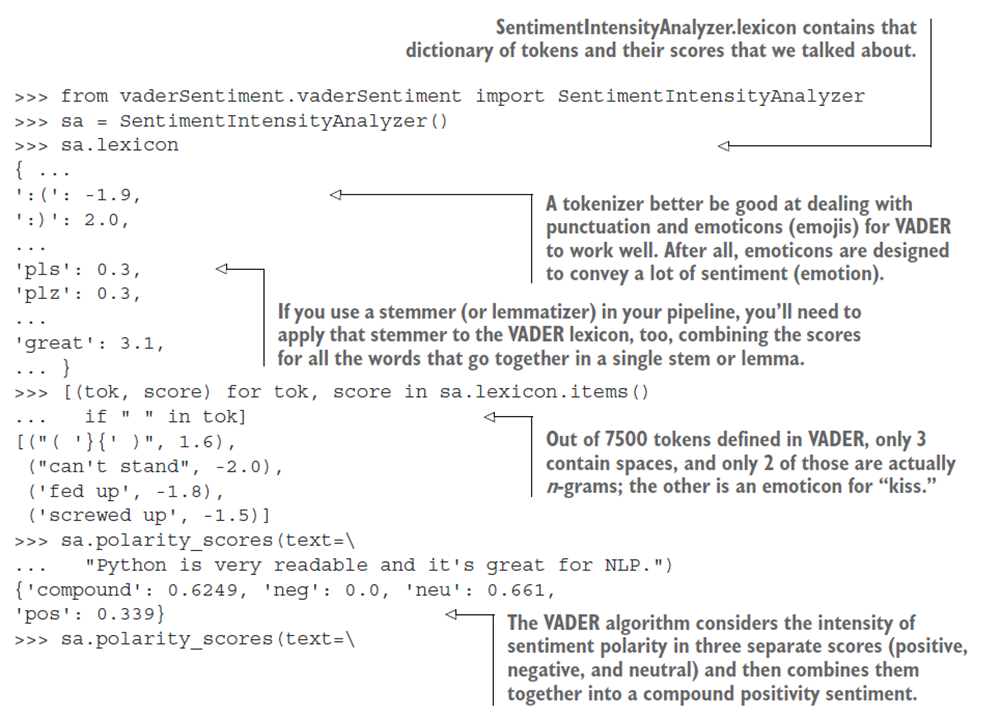 SentimentIntensityAnalyzer.lexicon contains that
dictionary of tokens and their scores that we talked about.
>>> from vaderSentiment.vaderSentiment import SentimentIntensityAnalyzer
>>> sa = SentimentIntensityAnalyzer()
>>> sa.lexicon
{ ...
':(': -1.9,
':)': 2.0,
...
'pls': 0.3,
'plz': 0.3,
...
'great': 3.1,
... }
A tokenizer better be good at dealing with
punctuation and emoticons (emojis) for VADER
to work well. After all, emoticons are designed
to convey a lot of sentiment (emotion).
If you use a stemmer (or lemmatizer) in your pipeline, you'll need to
apply that stemmer to the VADER lexicon, too, combining the scores
for all the words that go together in a single stem or lemma.
>>> [(tok, score) for tok, score in sa.lexicon.items()
...   if " " in tok]
[("( '}{' )", 1.6),
 ("can't stand", -2.0),
 ('fed up', -1.8),
 ('screwed up', -1.5)]
Out of 7500 tokens defined in VADER, only 3
contain spaces, and only 2 of those are actually
n-grams; the other is an emoticon for “kiss.”
>>> sa.polarity_scores(text=\
...   "Python is very readable and it's great for NLP.")
{'compound': 0.6249, 'neg': 0.0, 'neu': 0.661,
'pos': 0.339}
>>> sa.polarity_scores(text=\
The VADER algorithm considers the intensity of
sentiment polarity in three separate scores (positive,
negative, and neutral) and then combines them
together into a compound positivity sentiment.